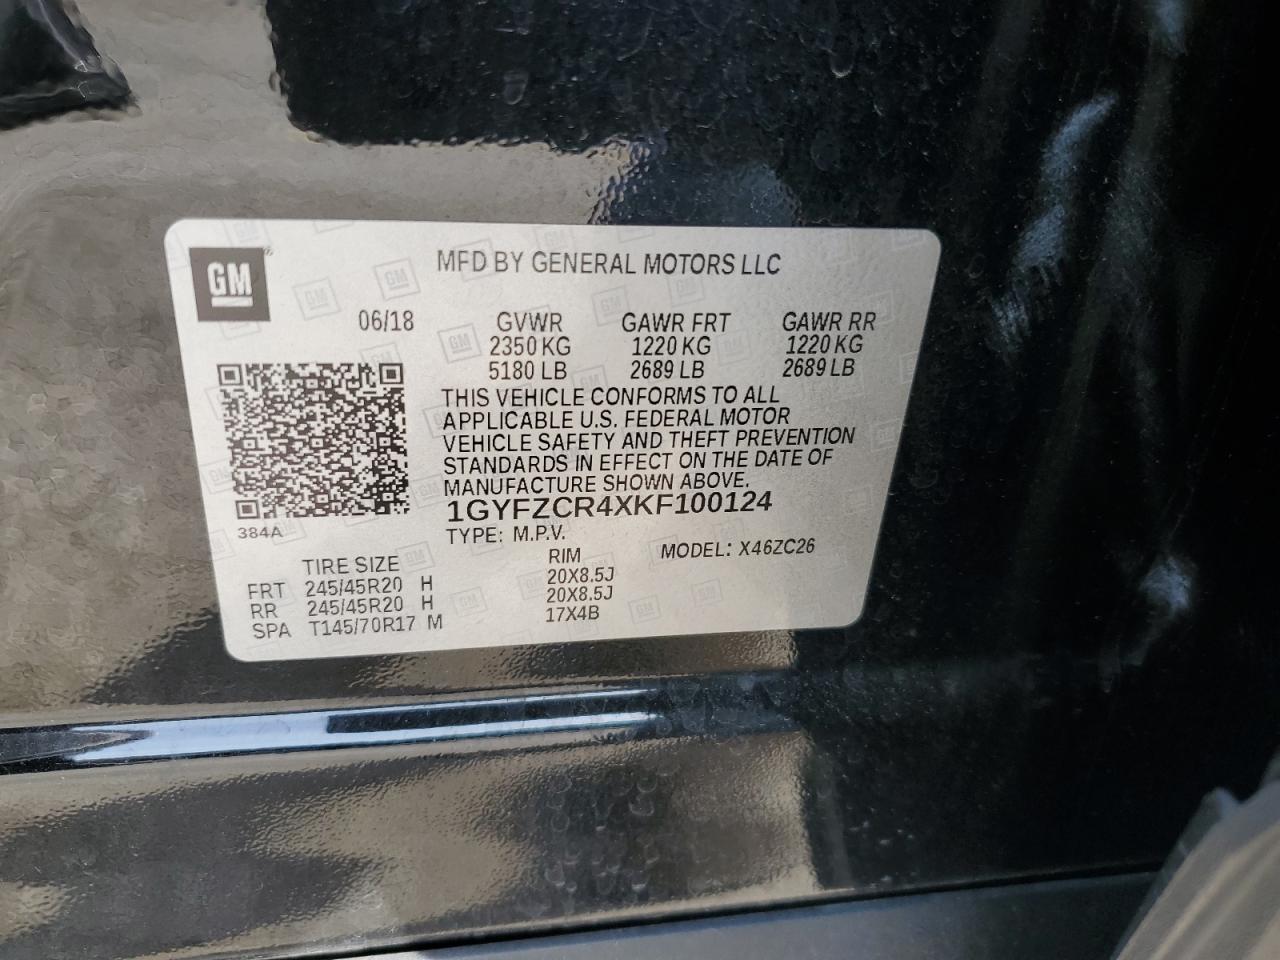 GM®
MFD BY GENERAL MOTORS LLC
06/18 GVWR GAWR FRT GAWR RR
2350 KG 1220 KG 1220 KG
5180 LB 2689 LB 2689 LB
THIS VEHICLE CONFORMS TO ALL
APPLICABLE U.S. FEDERAL MOTOR
VEHICLE SAFETY AND THEFT PREVENTION
STANDARDS IN EFFECT ON THE DATE OF
MANUFACTURE SHOWN ABOVE.
1GYFZCR4XKF100124
384A
TYPE: M.P.V. MODEL: X46ZC26
TIRE SIZE RIM
FRT 245/45R20 H 20X8.5J
RR 245/45R20 H 20X8.5J
SPA T145/70R17 M 17X4B